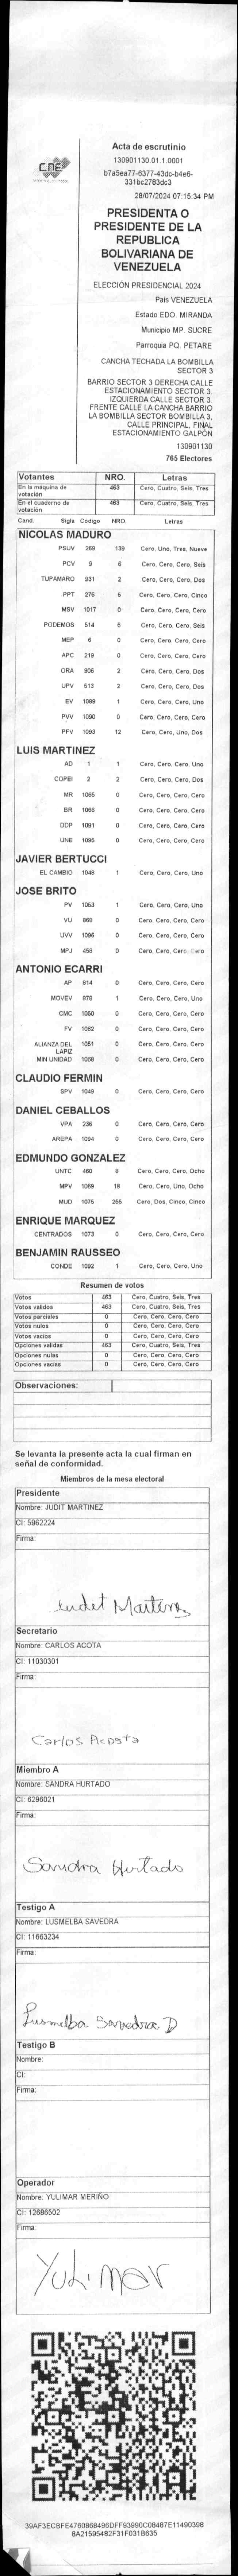 CNE
Acta de escrutinio
130901130.01.1.0001
b7a5ea77-6377-43dc-b4e6-
331bc2783dc3
28/07/2024 07:15:34 PM
PRESIDENTA O
PRESIDENTE DE LA
REPUBLICA
BOLIVARIANA DE
VENEZUELA
ELECCIÓN PRESIDENCIAL 2024
País VENEZUELA
Estado EDO. MIRANDA
Municipio MP. SUCRE
Parroquia PQ. PETARE
CANCHA TECHADA LA BOMBILLA
SECTOR 3
BARRIO SECTOR 3 DERECHA CALLE
ESTACIONAMIENTO SECTOR 3.
IZQUIERDA CALLE SECTOR 3.
FRENTE CALLE LA CANCHA BARRIO
LA BOMBILLA SECTOR BOMBILLA 3,
CALLE PRINCIPAL, FINAL
ESTACIONAMIENTO GALPÓN
130901130
765 Electores
Votantes NRO. Letras
En la máquina de votación 463 Cero, Cuatro, Seis, Tres
En el cuaderno de votación 463 Cero, Cuatro, Seis, Tres
Cand. Sigla Código NRO. Letras
NICOLAS MADURO
PSUV 269 139 Cero, Uno, Tres, Nueve
PCV 9 6 Cero, Cero, Cero, Seis
TUPAMARO 931 2 Cero, Cero, Cero, Dos
PPT 276 5 Cero, Cero, Cero, Cinco
MSV 1017 0 Cero, Cero, Cero, Cero
PODEMOS 514 6 Cero, Cero, Cero, Seis
MEP 6 0 Cero, Cero, Cero, Cero
APC 219 0 Cero, Cero, Cero, Cero
ORA 906 2 Cero, Cero, Cero, Dos
UPV 513 2 Cero, Cero, Cero, Dos
EV 1089 1 Cero, Cero, Cero, Uno
PVV 1090 0 Cero, Cero, Cero, Cero
PFV 1093 12 Cero, Cero, Uno, Dos
LUIS MARTINEZ
AD 1 1 Cero, Cero, Cero, Uno
COPEI 2 2 Cero, Cero, Cero, Dos
MR 1065 0 Cero, Cero, Cero, Cero
BR 1066 0 Cero, Cero, Cero, Cero
DDP 1091 0 Cero, Cero, Cero, Cero
UNE 1095 0 Cero, Cero, Cero, Cero
JAVIER BERTUCCI
EL CAMBIO 1048 1 Cero, Cero, Cero, Uno
JOSE BRITO
PV 1053 1 Cero, Cero, Cero, Uno
VU 868 0 Cero, Cero, Cero, Cero
UVV 1096 0 Cero, Cero, Cero, Cero
MPJ 458 0 Cero, Cero, Cero, Cero
ANTONIO ECARRI
AP 814 0 Cero, Cero, Cero, Cero
MOVEV 878 1 Cero, Cero, Cero, Uno
CMC 1050 0 Cero, Cero, Cero, Cero
FV 1082 0 Cero, Cero, Cero, Cero
ALIANZA DEL LAPIZ 1051 0 Cero, Cero, Cero, Cero
MIN UNIDAD 1069 0 Cero, Cero, Cero, Cero
CLAUDIO FERMIN
SPV 1049 0 Cero, Cero, Cero, Cero
DANIEL CEBALLOS
VPA 236 0 Cero, Cero, Cero, Cero
AREPA 1094 0 Cero, Cero, Cero, Cero
EDMUNDO GONZALEZ
UNTC 460 8 Cero, Cero, Cero, Ocho
MPV 1069 18 Cero, Cero, Uno, Ocho
MUD 1075 255 Cero, Dos, Cinco, Cinco
ENRIQUE MARQUEZ
CENTRADOS 1073 0 Cero, Cero, Cero, Cero
BENJAMIN RAUSSEO
CONDE 1092 1 Cero, Cero, Cero, Uno
Resumen de votos
Votos 463 Cero, Cuatro, Seis, Tres
Votos validos 463 Cero, Cuatro, Seis, Tres
Votos parciales 0 Cero, Cero, Cero, Cero
Votos nulos 0 Cero, Cero, Cero, Cero
Votos vacios 0 Cero, Cero, Cero, Cero
Opciones validas 463 Cero, Cuatro, Seis, Tres
Opciones nulas 0 Cero, Cero, Cero, Cero
Opciones vacias 0 Cero, Cero, Cero, Cero
Observaciones:
Se levanta la presente acta la cual firman en
señal de conformidad.
Miembros de la mesa electoral
Presidente
Nombre: JUDIT MARTINEZ
CI: 5962224
Firma:
Judit Martinez
Secretario
Nombre: CARLOS ACOTA
CI: 11030301
Firma:
Carlos Acosta
Miembro A
Nombre: SANDRA HURTADO
CI: 6296021
Firma:
Sandra Hurtado
Testigo A
Nombre: LUSMELBA SAVEDRA
CI: 11663234
Firma:
Lusmelba Savedra D
Testigo B
Nombre:
CI:
Firma:
Operador
Nombre: YULIMAR MERIÑO
CI: 12686502
Firma:
Yulimar
39AF3ECBFE4760868496DFF93990C08487E11490398
8A21595482F31F031B635